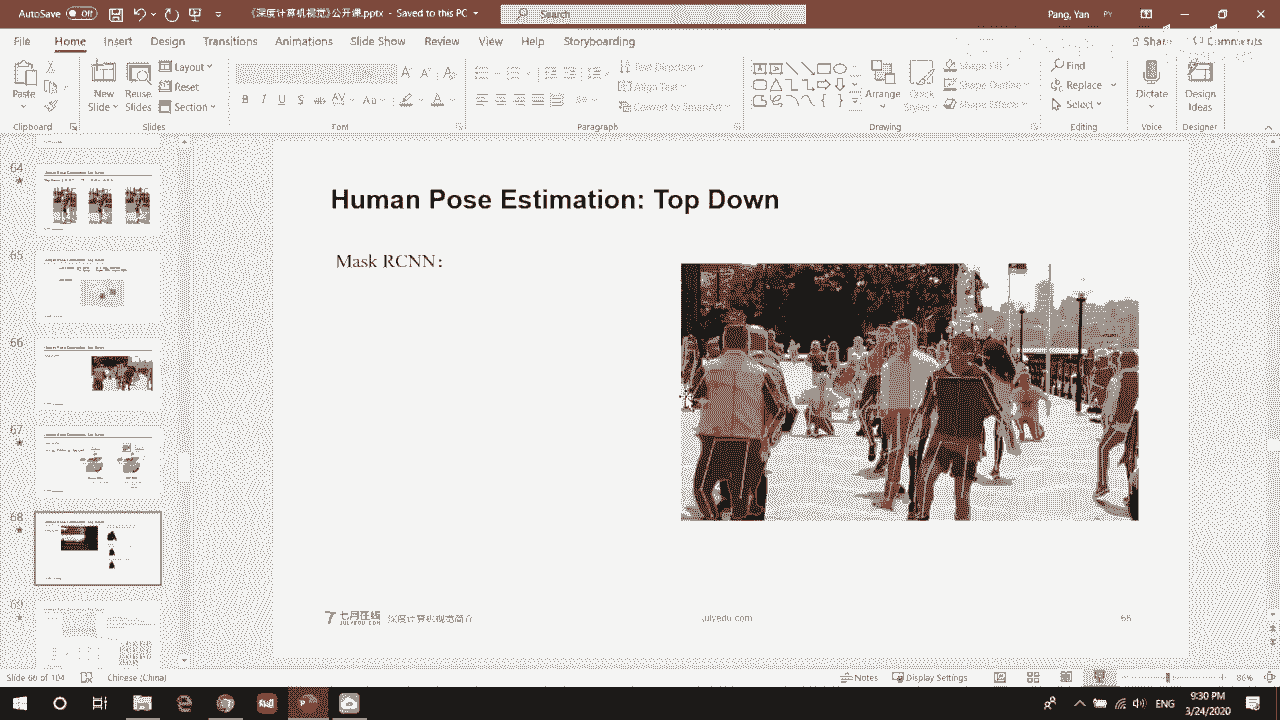 AutoSave Off 《深度计算机视觉》公开课.pptx - Saved to this PC Search Pang, Yan PY
File Home Insert Design Transitions Animations Slide Show Review View Help Storyboarding Share Comments
Paste
Clipboard
New Slide
Reuse Slides
Layout
Reset
Section
Slides
Font
Text Direction
Align Text
Convert to SmartArt
Paragraph
Arrange
Quick
Shape Fill
Shape Outline
Shape Effects
Drawing
Find
Replace
Select
Editing
Dictate
Voice
Design Ideas
Designer
64
65
66
67
68
69
Human Pose Estimation: Top Down
Mask RCNN:
七月在线
JULYEDU.COM
深度计算机视觉简介
julyedu.com
66
Slide 66 of 104 Chinese (China) Notes Display Settings 86%
ENG
9:30 PM
3/24/2020